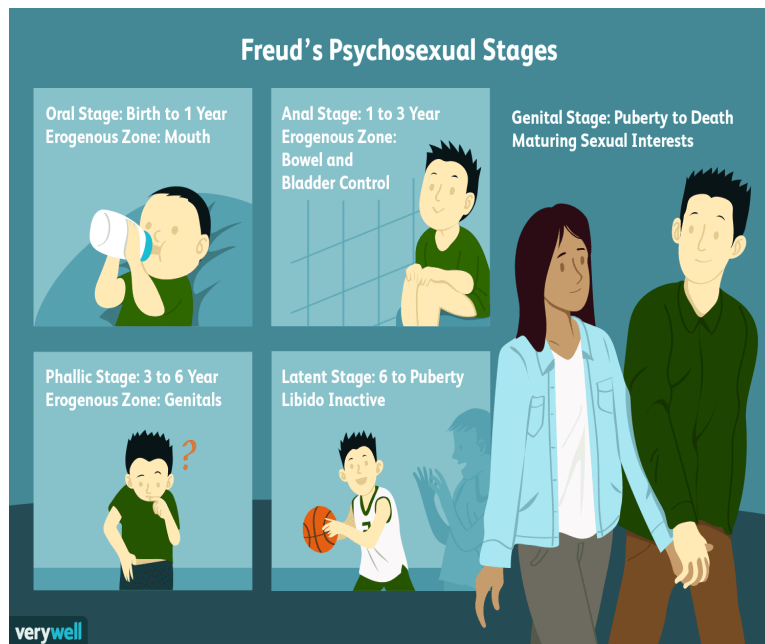 Freud's Psychosexual Stages
Oral Stage: Birth to 1 Year
Erogenous Zone: Mouth
Anal Stage: 1 to 3 Year
Erogenous Zone:
Bowel and
Bladder Control
Genital Stage: Puberty to Death
Maturing Sexual Interests
Phallic Stage: 3 to 6 Year
Erogenous Zone: Genitals
?
Latent Stage: 6 to Puberty
Libido Inactive
verywell